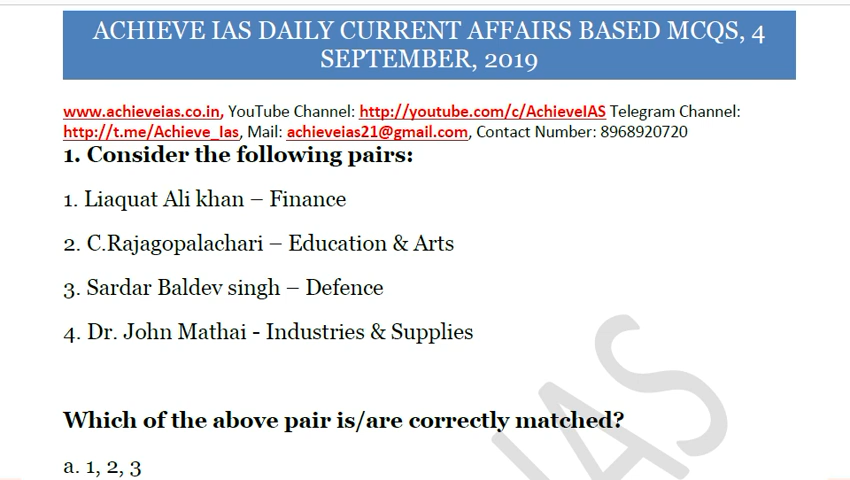 ACHIEVE IAS DAILY CURRENT AFFAIRS BASED MCQS, 4
SEPTEMBER, 2019
www.achieveias.co.in, YouTube Channel: http://youtube.com/c/AchieveIAS Telegram Channel:
http://t.me/Achieve_Ias, Mail: achieveias21@gmail.com, Contact Number: 8968920720
1. Consider the following pairs:
1. Liaquat Ali khan – Finance
2. C.Rajagopalachari – Education & Arts
3. Sardar Baldev singh – Defence
4. Dr. John Mathai - Industries & Supplies
Which of the above pair is/are correctly matched?
a. 1, 2, 3
IAS